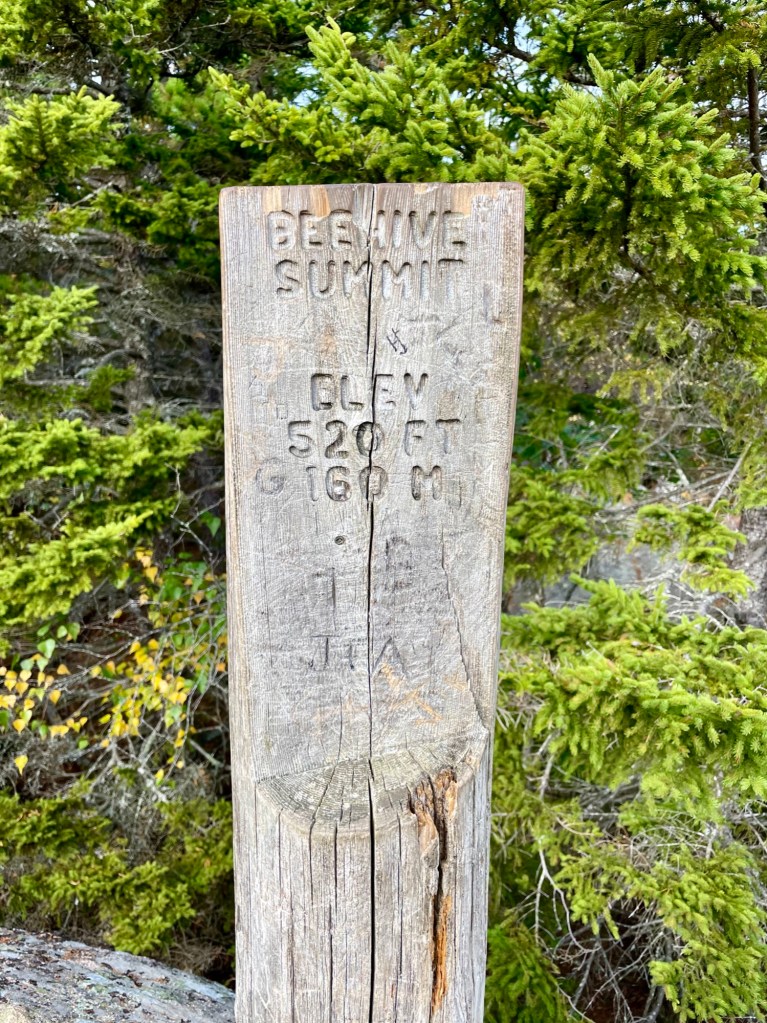 BEEHIVE
SUMMIT
ELEV
520 FT
160 M